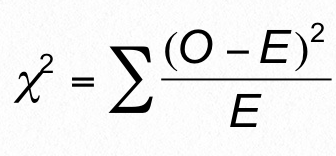 χ² = ∑ (O – E)² / E